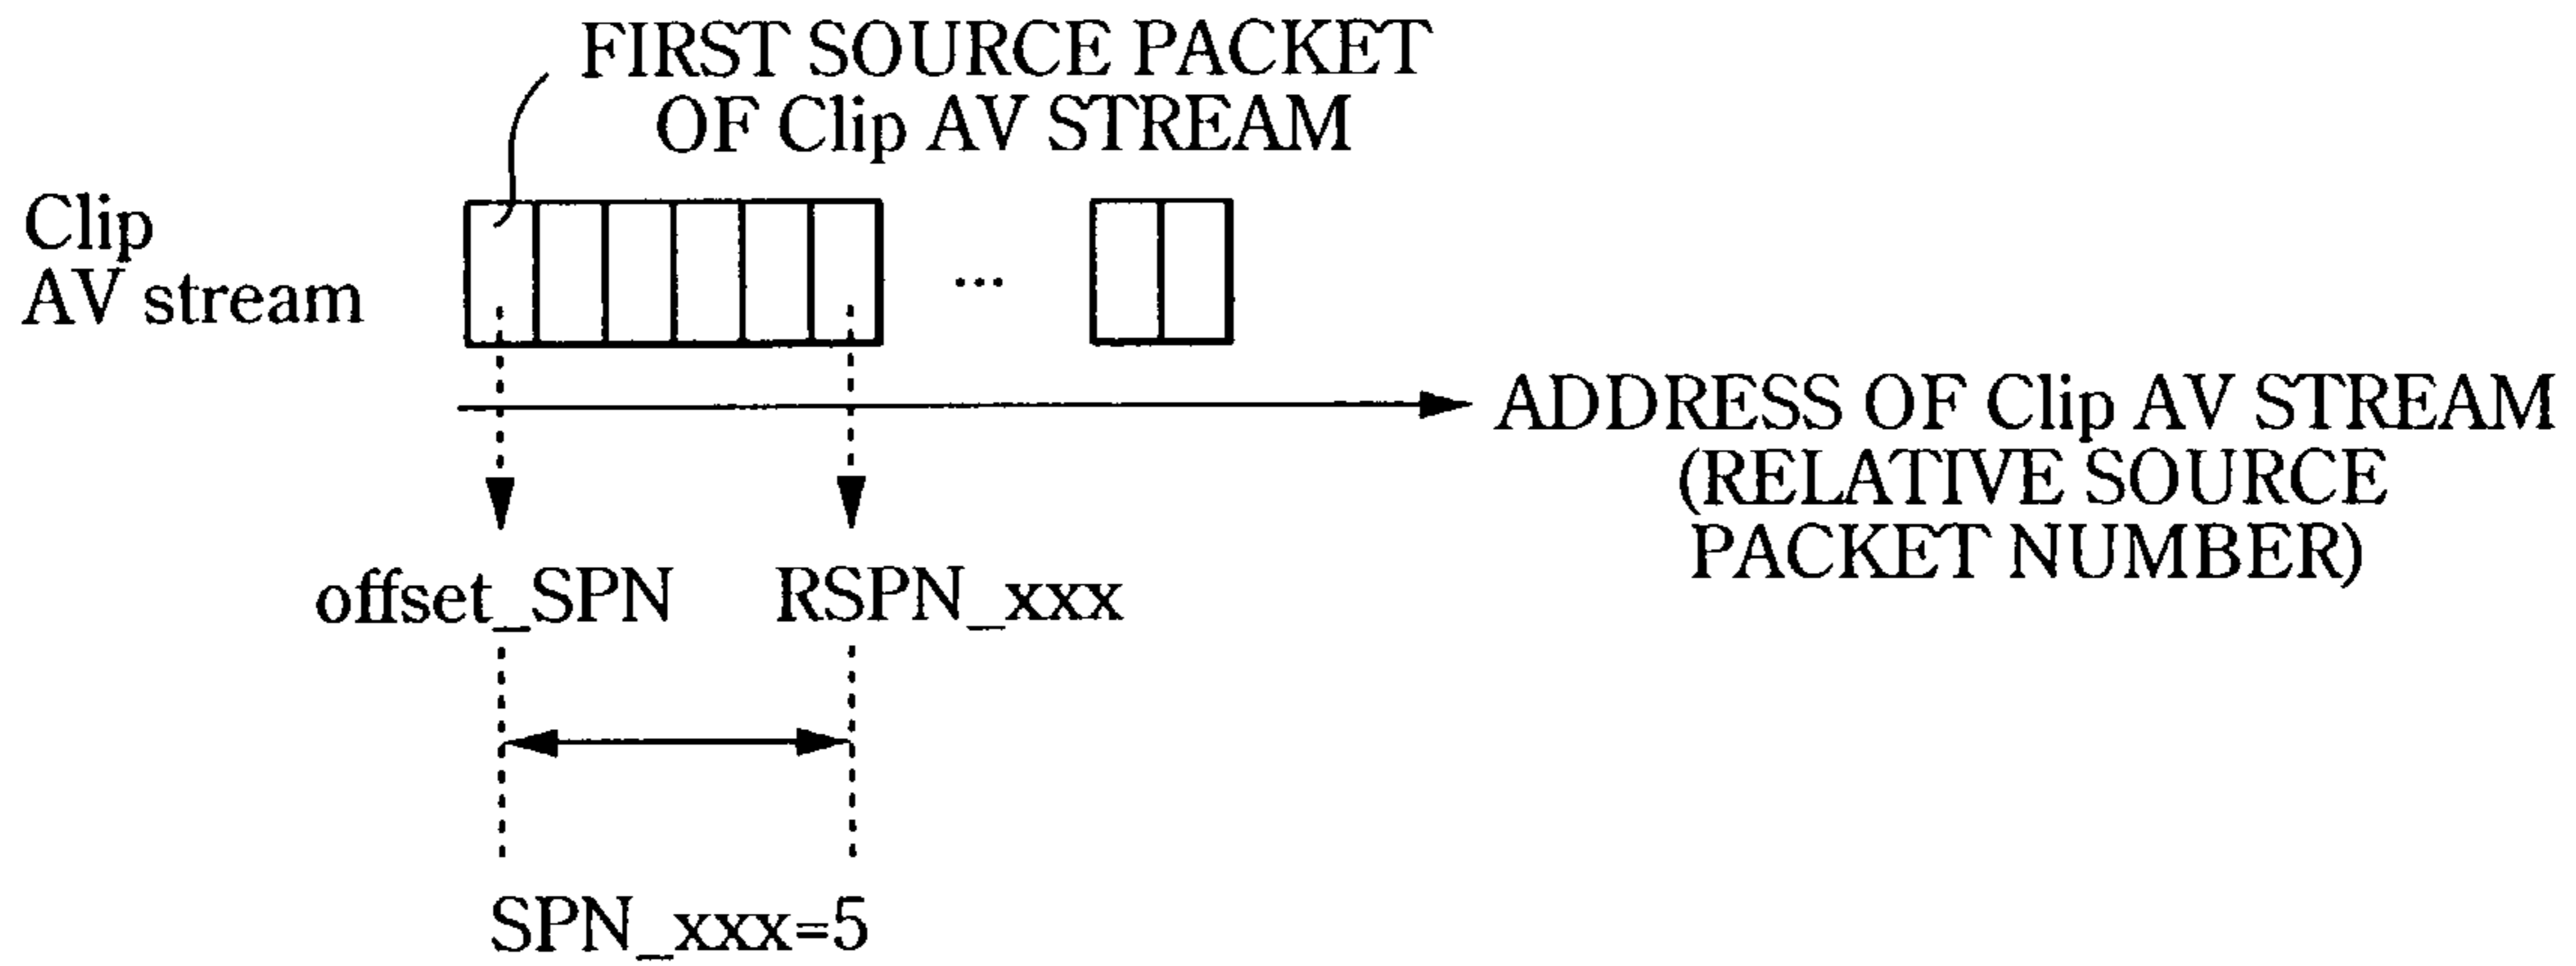 FIRST SOURCE PACKET
OF Clip AV STREAM
Clip
AV stream
...
ADDRESS OF Clip AV STREAM
(RELATIVE SOURCE
PACKET NUMBER)
offset_SPN
RSPN_xxx
SPN_xxx=5